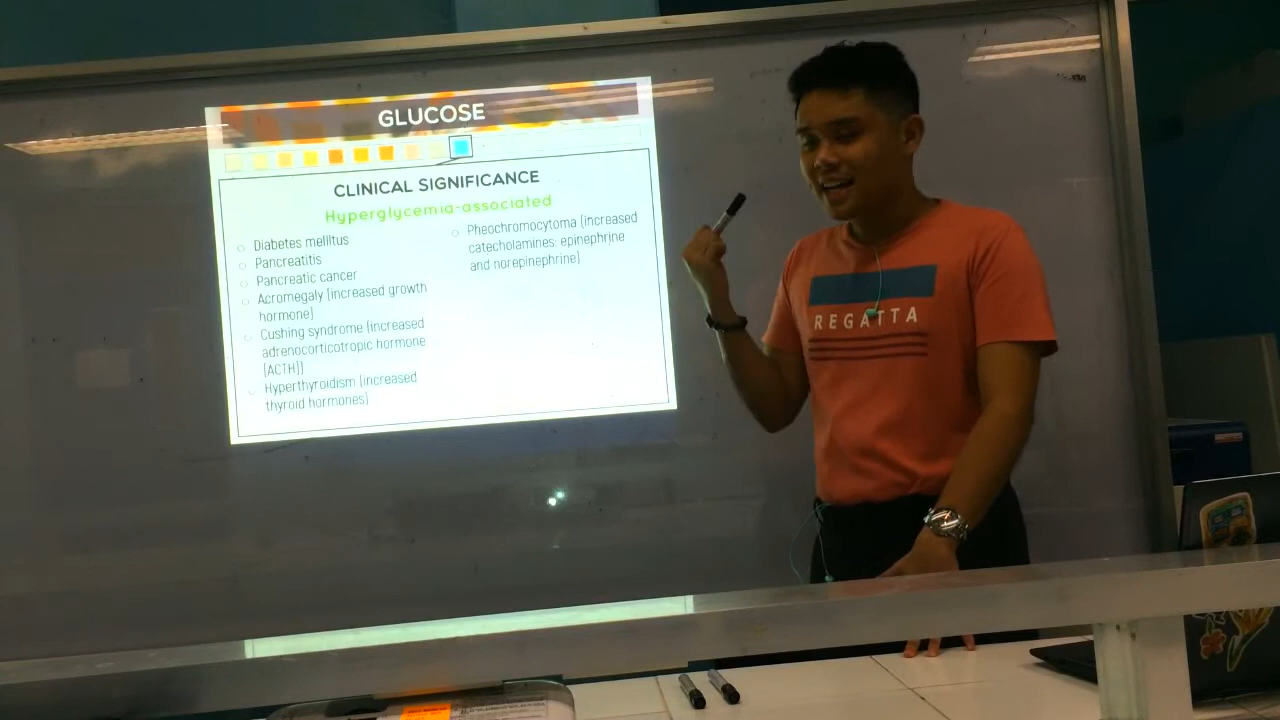 GLUCOSE
CLINICAL SIGNIFICANCE
Hyperglycemia-associated
Diabetes mellitus
Pancreatitis
Pancreatic cancer
Acromegaly (increased growth
hormone)
Cushing syndrome (increased
adrenocorticotropic hormone
(ACTH))
Hyperthyroidism (increased
thyroid hormones)
Pheochromocytoma (increased
catecholamines: epinephrine
and norepinephrine)
REGATTA